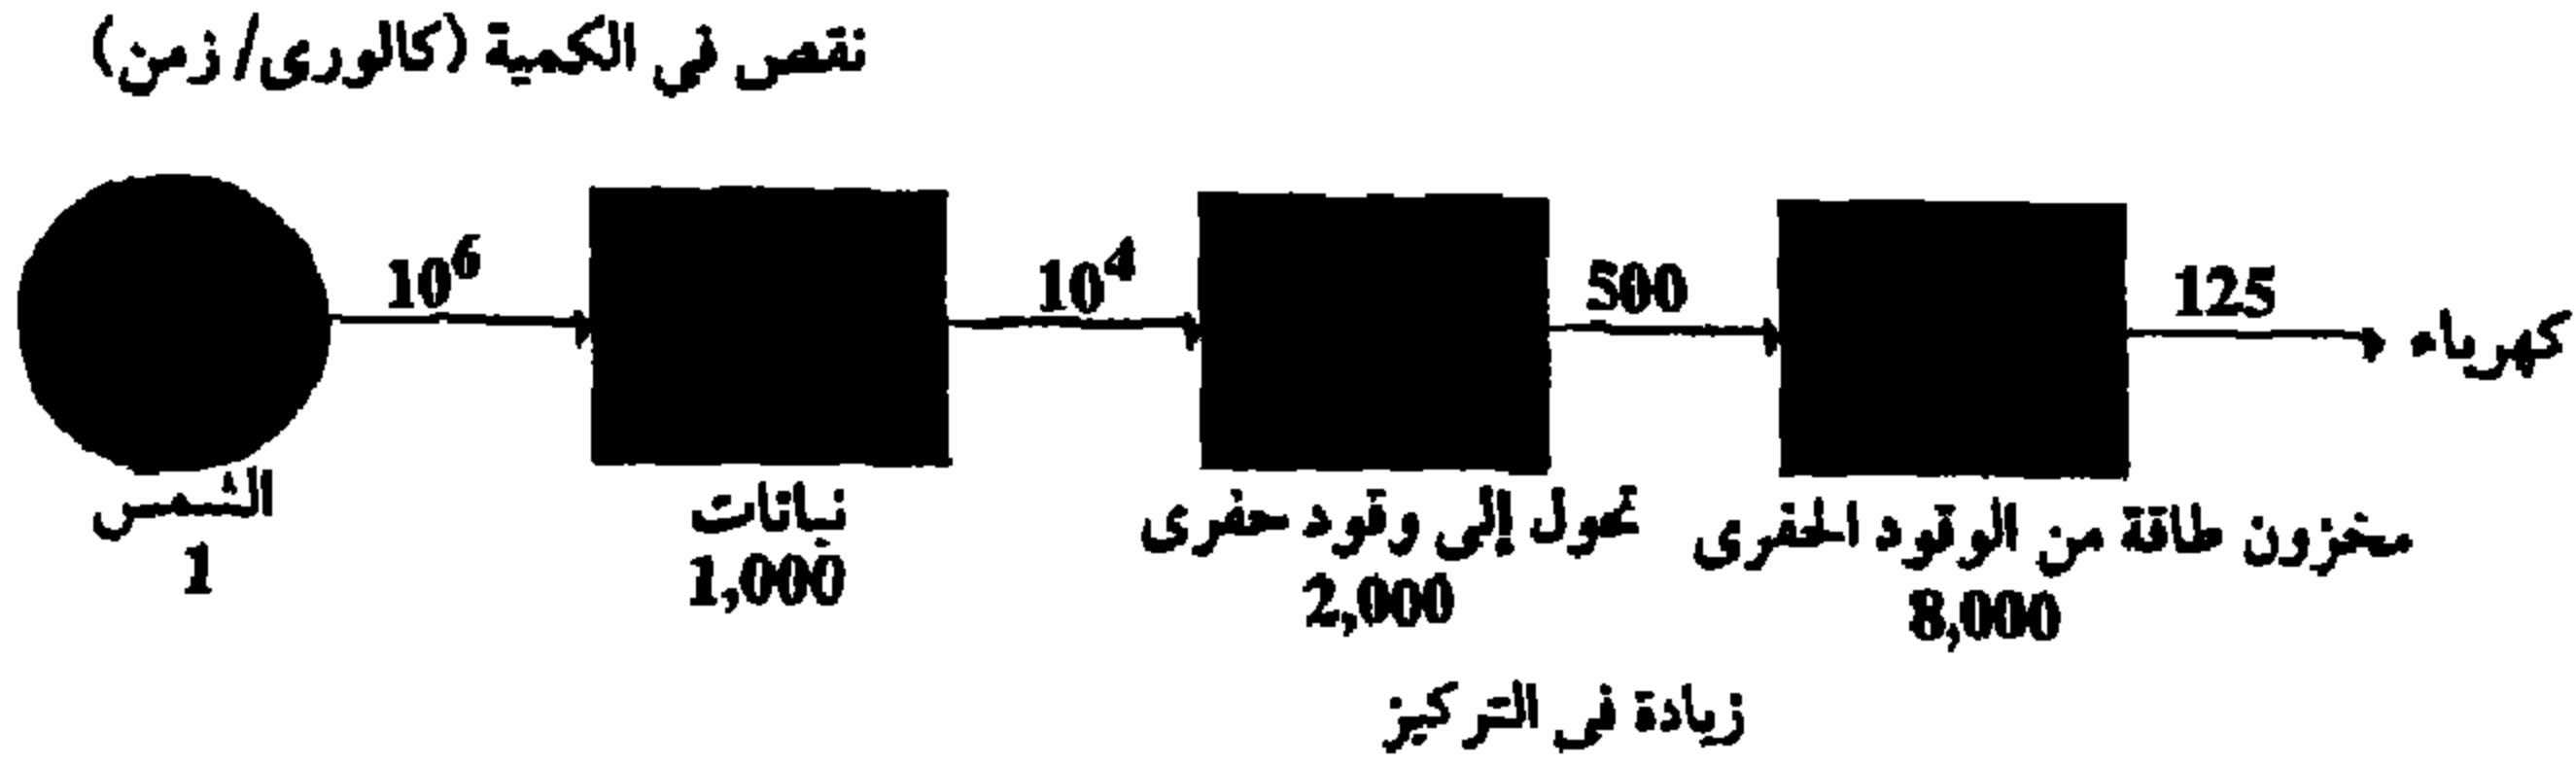 نقص في الكمية (كالورى/ زمن)
10⁶
10⁴
500
125
كهرباء
الشمس
1
نباتات
1,000
تحول إلى وقود حفرى
2,000
مخزون طاقة من الوقود الحفرى
8,000
زيادة في التركيز